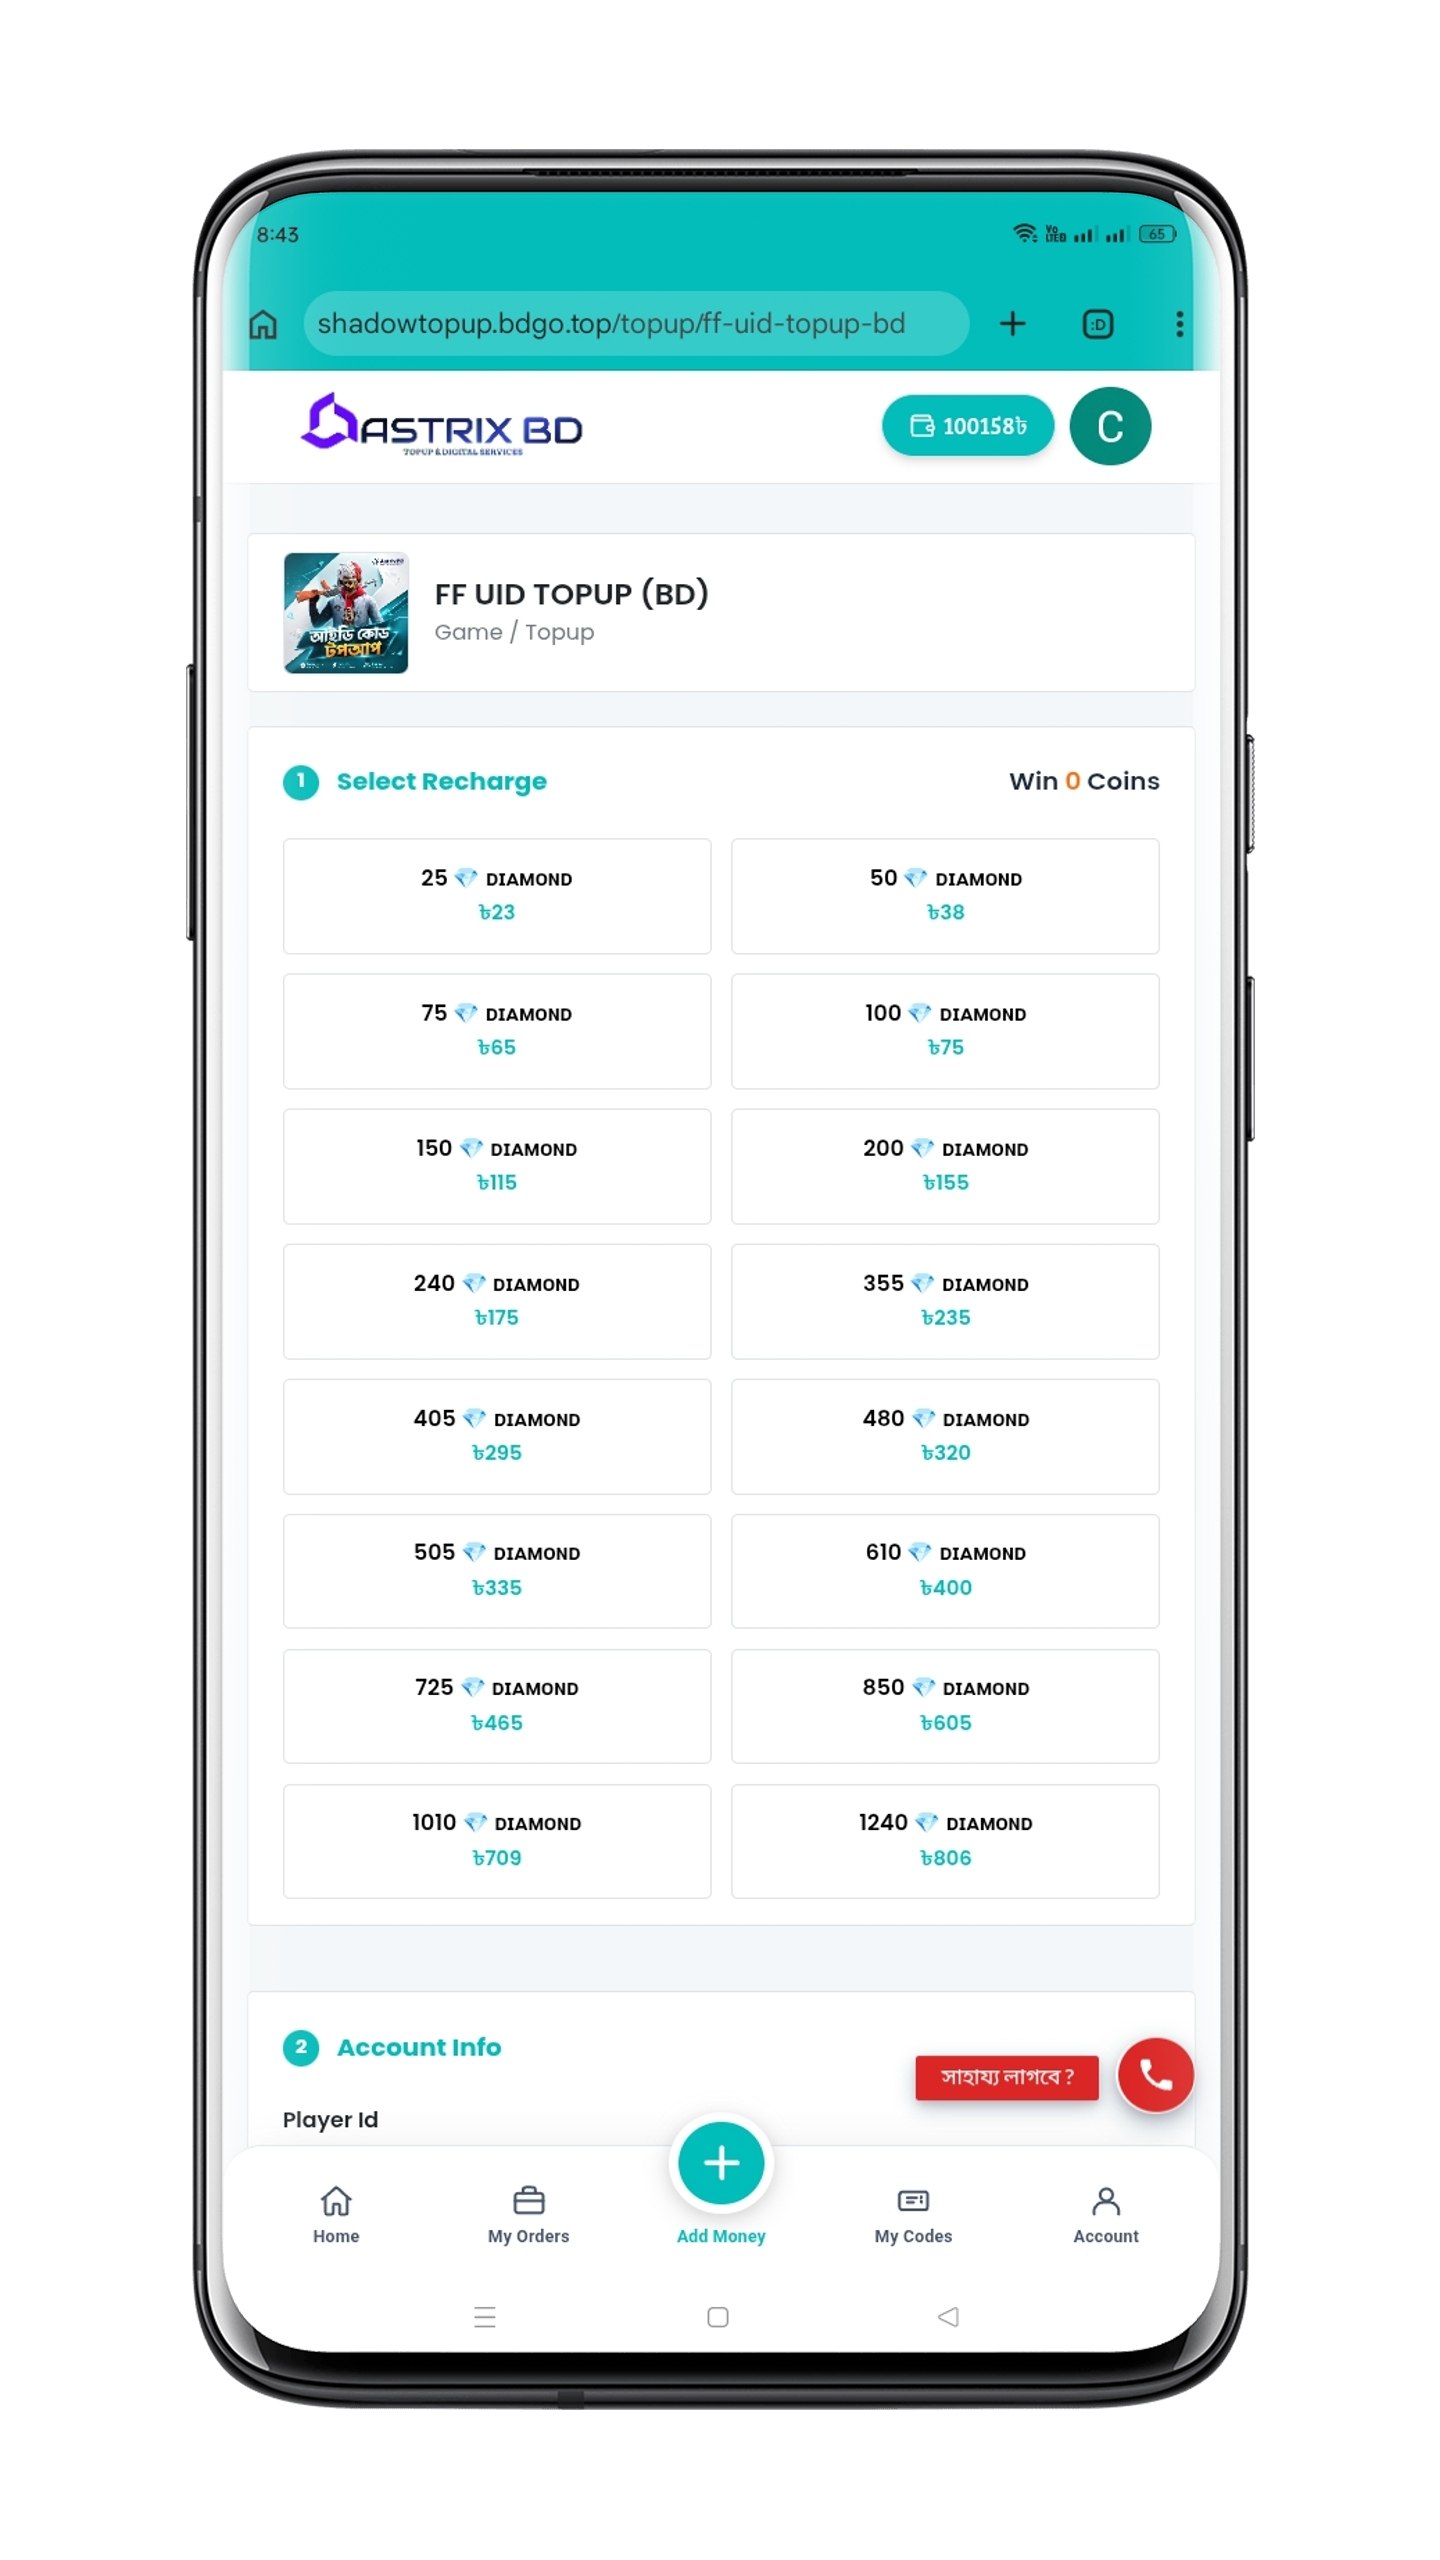 8:43
Vo LTED
65
shadowtopup.bdgo.top/topup/ff-uid-topup-bd
:D
ASTRIX BD
TOPUP & DIGITAL SERVICES
100158৳
C
আইডি কোড
টপআপ
FF UID TOPUP (BD)
Game / Topup
1 Select Recharge
Win 0 Coins
25 💎 DIAMOND
৳23
50 💎 DIAMOND
৳38
75 💎 DIAMOND
৳65
100 💎 DIAMOND
৳75
150 💎 DIAMOND
৳115
200 💎 DIAMOND
৳155
240 💎 DIAMOND
৳175
355 💎 DIAMOND
৳235
405 💎 DIAMOND
৳295
480 💎 DIAMOND
৳320
505 💎 DIAMOND
৳335
610 💎 DIAMOND
৳400
725 💎 DIAMOND
৳465
850 💎 DIAMOND
৳605
1010 💎 DIAMOND
৳709
1240 💎 DIAMOND
৳806
2 Account Info
সাহায্য লাগবে ?
Player Id
Home
My Orders
Add Money
My Codes
Account